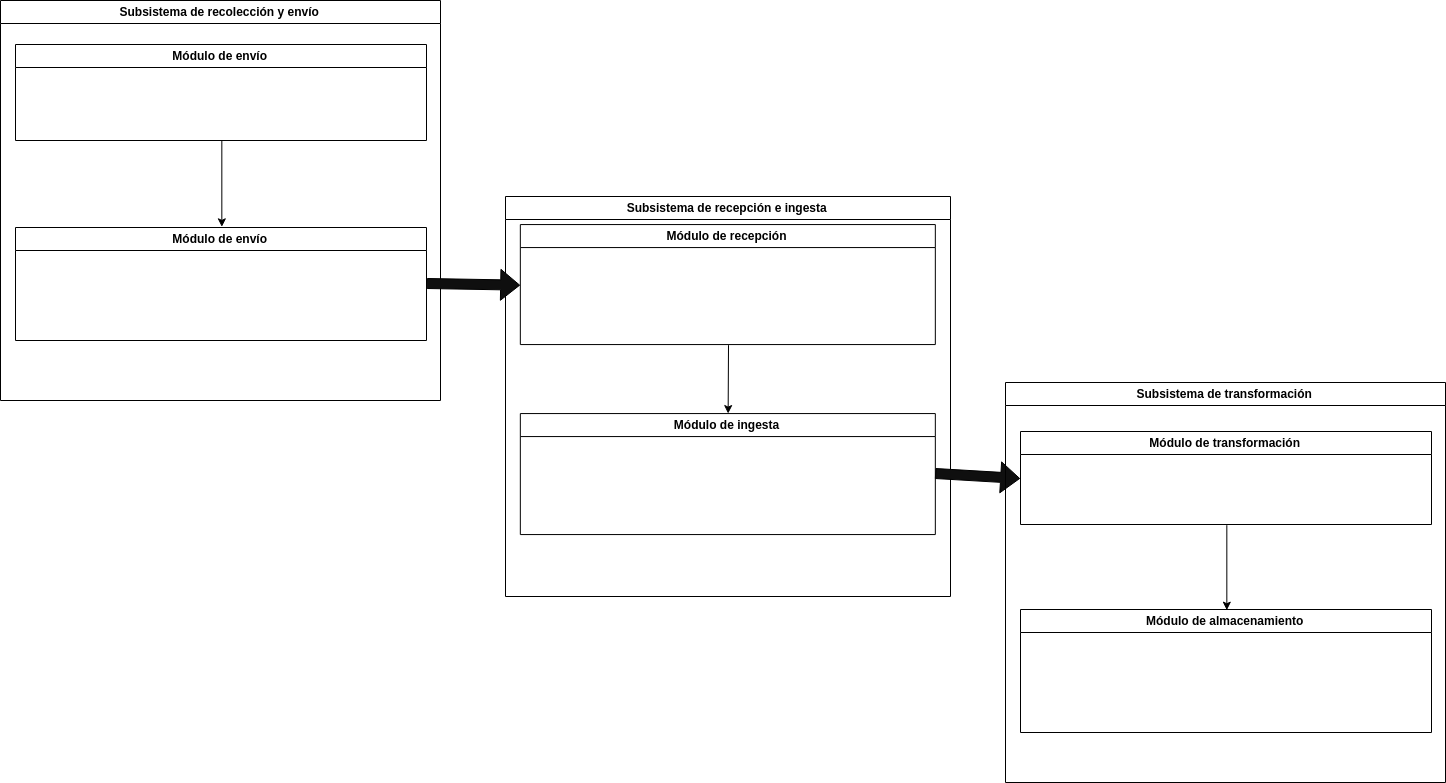 Subsistema de recolección y envío
Módulo de envío
Módulo de envío
Subsistema de recepción e ingesta
Módulo de recepción
Módulo de ingesta
Subsistema de transformación
Módulo de transformación
Módulo de almacenamiento